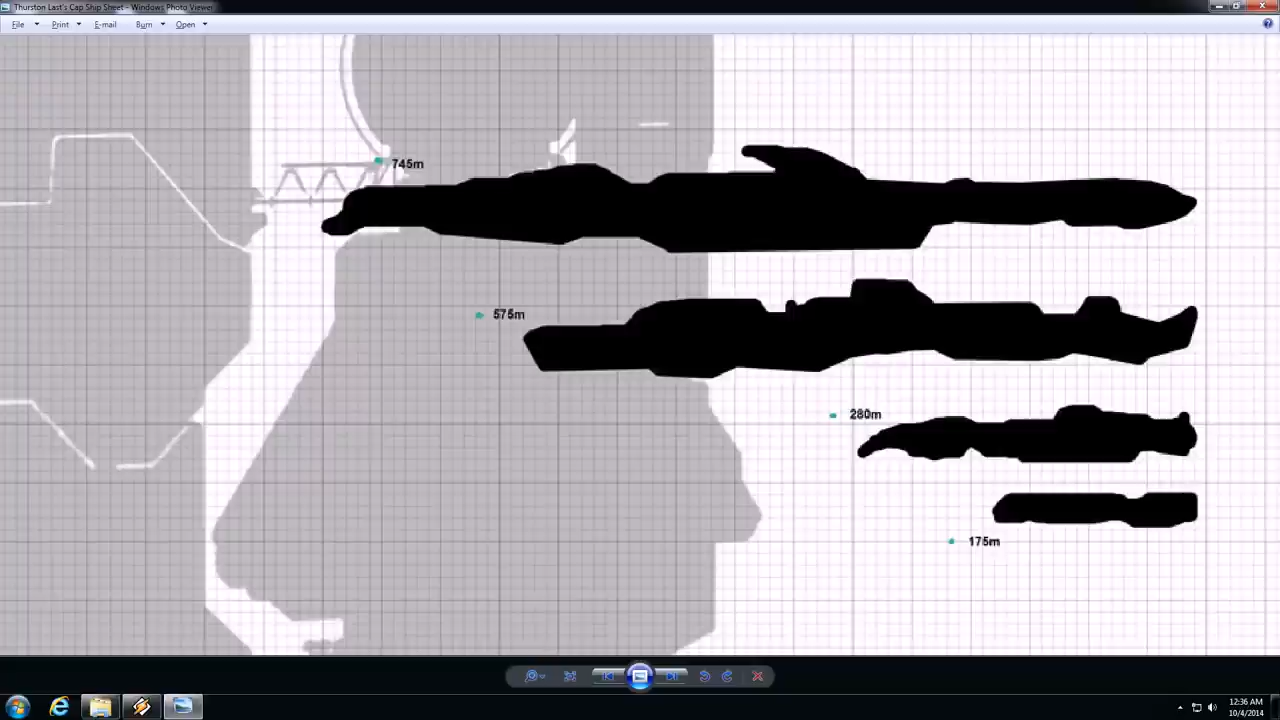 Thurston Last's Cap Ship Sheet - Windows Photo Viewer
File Print E-mail Burn Open
745m
575m
280m
175m
12:36 AM
10/4/2014